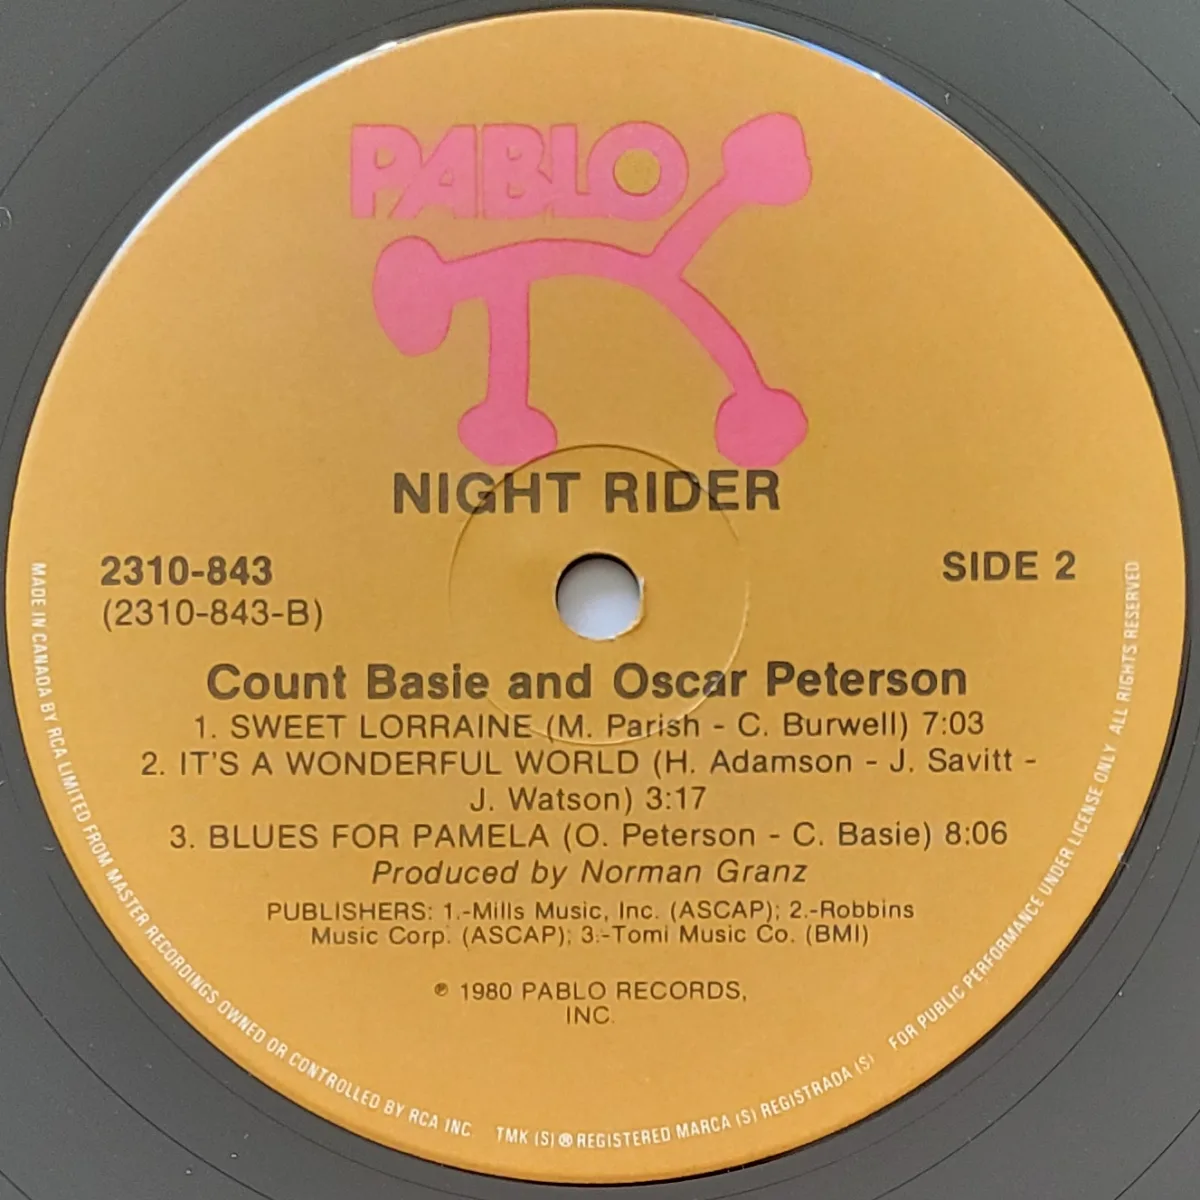 PABLO
NIGHT RIDER
2310-843
(2310-843-B)
SIDE 2
Count Basie and Oscar Peterson
1. SWEET LORRAINE (M. Parish - C. Burwell) 7:03
2. IT'S A WONDERFUL WORLD (H. Adamson - J. Savitt -
J. Watson) 3:17
3. BLUES FOR PAMELA (O. Peterson - C. Basie) 8:06
Produced by Norman Granz
PUBLISHERS: 1.-Mills Music, Inc. (ASCAP); 2.-Robbins
Music Corp. (ASCAP); 3.-Tomi Music Co. (BMI)
℗ 1980 PABLO RECORDS,
INC.
MADE IN CANADA BY RCA LIMITED FROM MASTER RECORDINGS OWNED OR CONTROLLED BY RCA INC. TMK (S) ® REGISTERED MARCA (S) REGISTRADA (S) FOR PUBLIC PERFORMANCE UNDER LICENSE ONLY ALL RIGHTS RESERVED